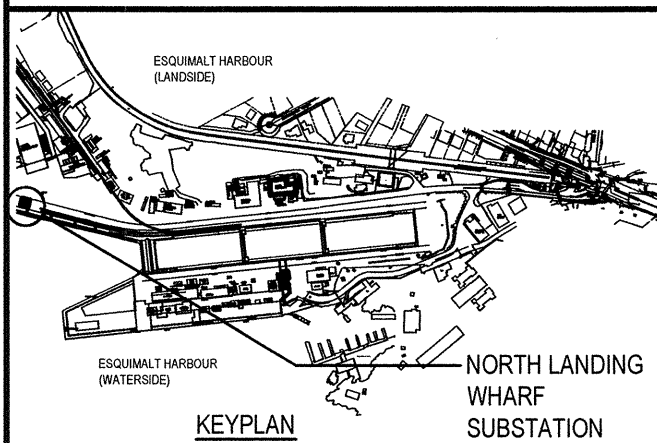 ESQUIMALT HARBOUR
(LANDSIDE)
ESQUIMALT HARBOUR
(WATERSIDE)
NORTH LANDING
WHARF
SUBSTATION
KEYPLAN